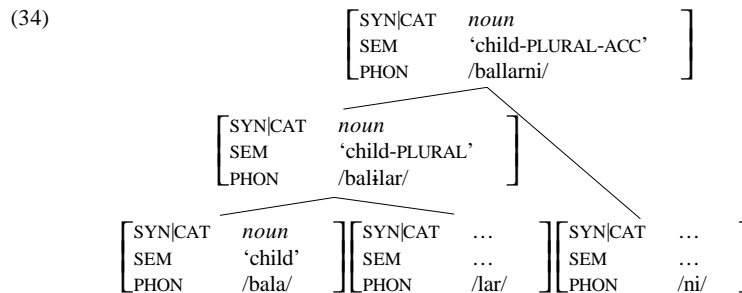 (34)
SYN|CAT noun
SEM ‘child-PLURAL-ACC’
PHON /ballarni/
SYN|CAT noun
SEM ‘child-PLURAL’
PHON /balɨlar/
SYN|CAT noun SYN|CAT … SYN|CAT …
SEM ‘child’ SEM … SEM …
PHON /bala/ PHON /lar/ PHON /ni/